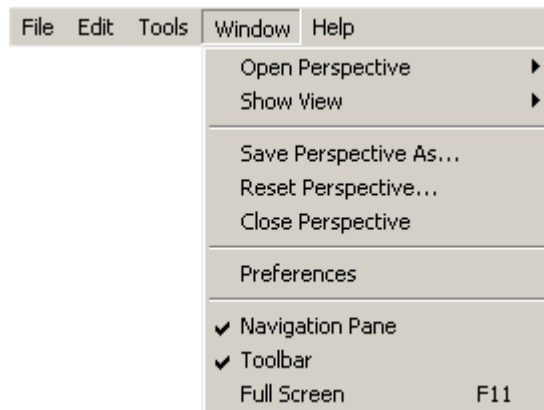 File Edit Tools Window Help
Open Perspective
Show View
Save Perspective As...
Reset Perspective...
Close Perspective
Preferences
Navigation Pane
Toolbar
Full Screen F11